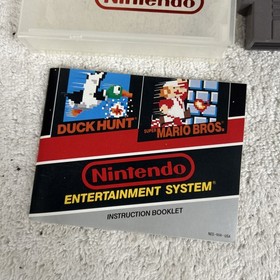 Nintendo
DUCK HUNT
SUPER MARIO BROS.
Nintendo
ENTERTAINMENT SYSTEM
INSTRUCTION BOOKLET